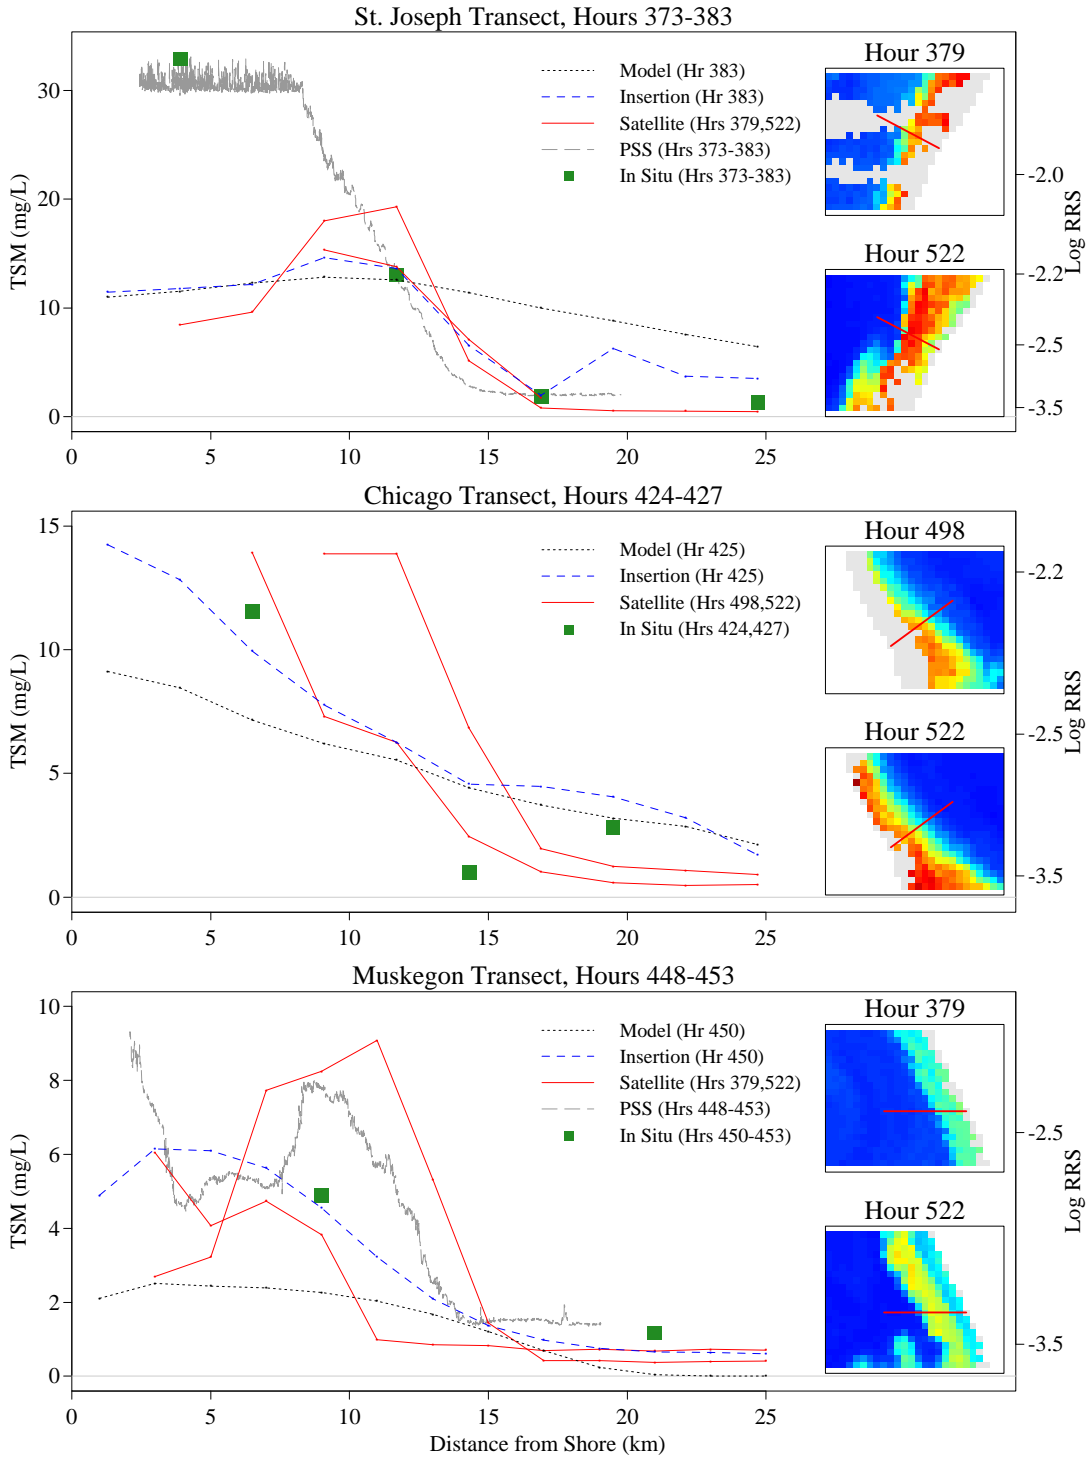 St. Joseph Transect, Hours 373-383
TSM (mg/L)
0
10
20
30
Model (Hr 383)
Insertion (Hr 383)
Satellite (Hrs 379,522)
PSS (Hrs 373-383)
In Situ (Hrs 373-383)
Hour 379
Hour 522
-2.0
-2.2
-2.5
-3.5
Log RRS
0 5 10 15 20 25
Chicago Transect, Hours 424-427
TSM (mg/L)
0
5
10
15
Model (Hr 425)
Insertion (Hr 425)
Satellite (Hrs 498,522)
In Situ (Hrs 424,427)
Hour 498
Hour 522
-2.2
-2.5
-3.5
Log RRS
0 5 10 15 20 25
Muskegon Transect, Hours 448-453
TSM (mg/L)
0
2
4
6
8
10
Model (Hr 450)
Insertion (Hr 450)
Satellite (Hrs 379,522)
PSS (Hrs 448-453)
In Situ (Hrs 450-453)
Hour 379
Hour 522
-2.5
-3.5
Log RRS
0 5 10 15 20 25
Distance from Shore (km)